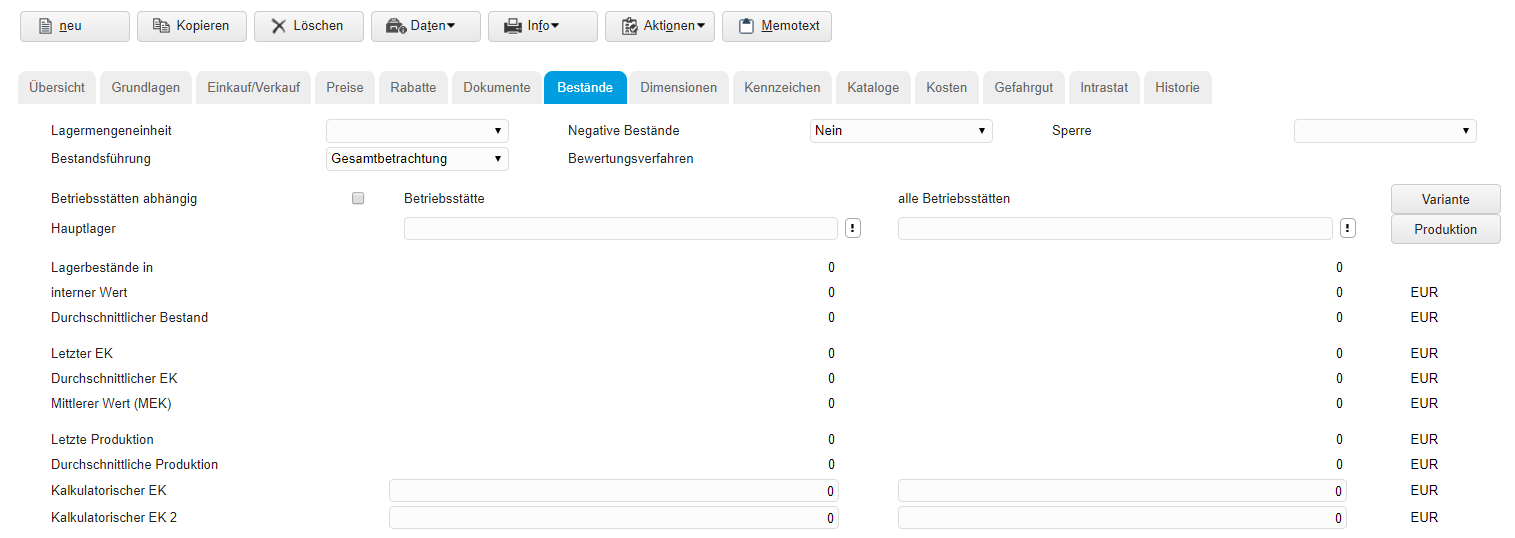 neu Kopieren Löschen Daten Info Aktionen Memotext
Übersicht Grundlagen Einkauf/Verkauf Preise Rabatte Dokumente Bestände Dimensionen Kennzeichen Kataloge Kosten Gefahrgut Intrastat Historie
Lagermengeneinheit Negative Bestände Nein Sperre
Bestandsführung Gesamtbetrachtung Bewertungsverfahren
Betriebsstätten abhängig Betriebsstätte alle Betriebsstätten Variante
Hauptlager ! ! Produktion
Lagerbestände in 0 0
interner Wert 0 0 EUR
Durchschnittlicher Bestand 0 0 EUR
Letzter EK 0 0 EUR
Durchschnittlicher EK 0 0 EUR
Mittlerer Wert (MEK) 0 0 EUR
Letzte Produktion 0 0 EUR
Durchschnittliche Produktion 0 0 EUR
Kalkulatorischer EK 0 0 EUR
Kalkulatorischer EK 2 0 0 EUR